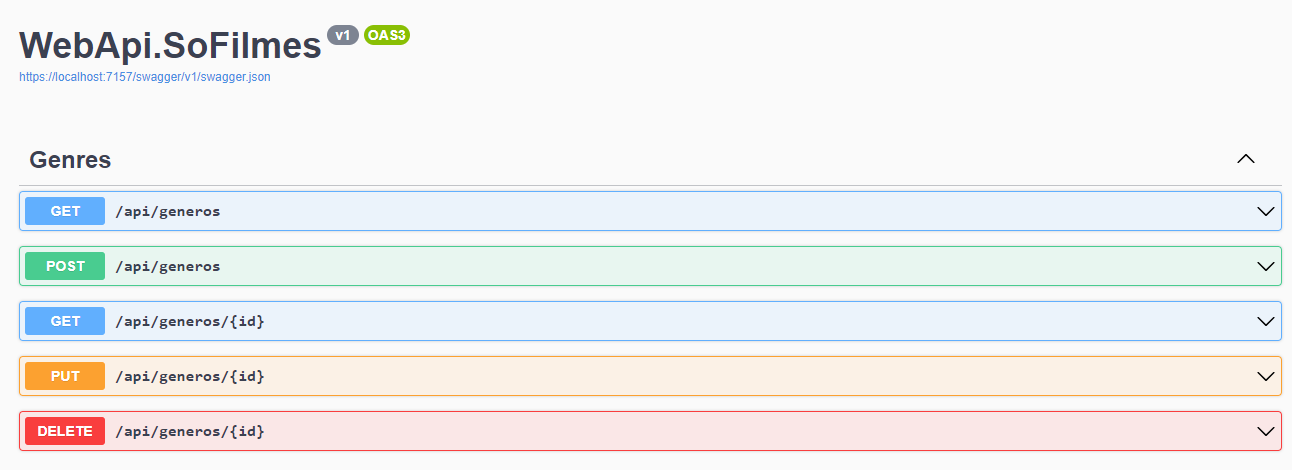 WebApi.SoFilmes v1 OAS3
https://localhost:7157/swagger/v1/swagger.json
Genres
GET /api/generos
POST /api/generos
GET /api/generos/{id}
PUT /api/generos/{id}
DELETE /api/generos/{id}